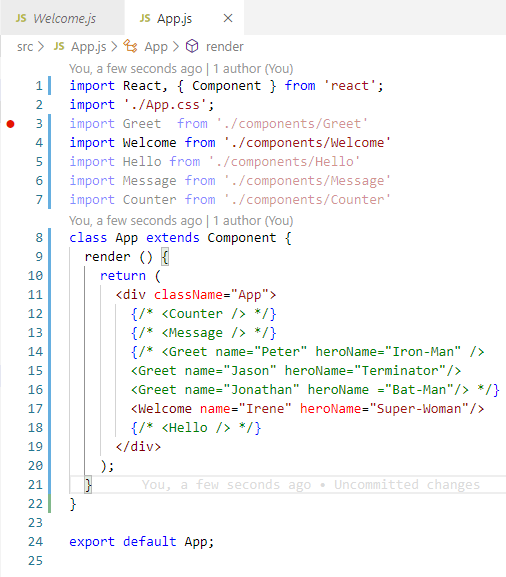 JS Welcome.js JS App.js
src > JS App.js > App > render
You, a few seconds ago | 1 author (You)
1 import React, { Component } from 'react';
2 import './App.css';
3 import Greet  from './components/Greet'
4 import Welcome from './components/Welcome'
5 import Hello from './components/Hello'
6 import Message from './components/Message'
7 import Counter from './components/Counter'
You, a few seconds ago | 1 author (You)
8 class App extends Component {
9   render () {
10     return (
11       <div className="App">
12         {/* <Counter /> */}
13         {/* <Message /> */}
14         {/* <Greet name="Peter" heroName="Iron-Man" />
15         <Greet name="Jason" heroName="Terminator"/>
16         <Greet name="Jonathan" heroName ="Bat-Man"/> */}
17         <Welcome name="Irene" heroName="Super-Woman"/>
18         {/* <Hello /> */}
19       </div>
20     );
21   }      You, a few seconds ago • Uncommitted changes
22 }
23
24 export default App;
25